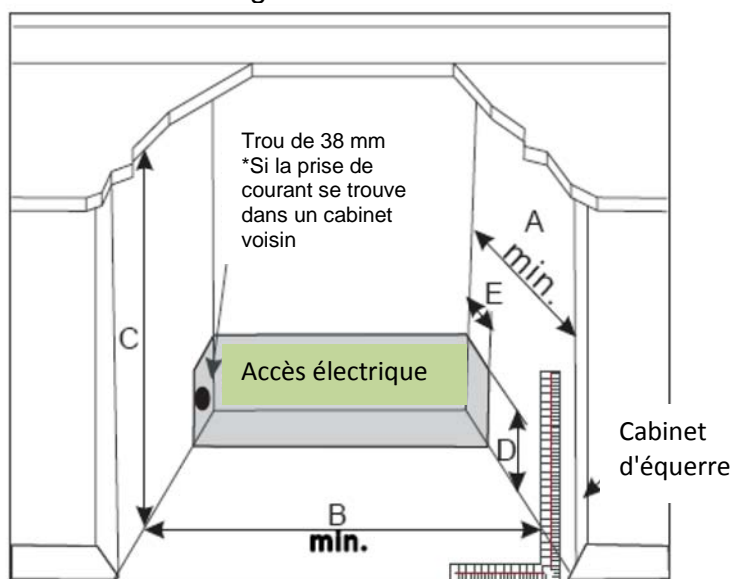 Trou de 38 mm
*Si la prise de
courant se trouve
dans un cabinet
voisin
A
min.
E
C
Accès électrique
D
Cabinet
d'équerre
B
min.